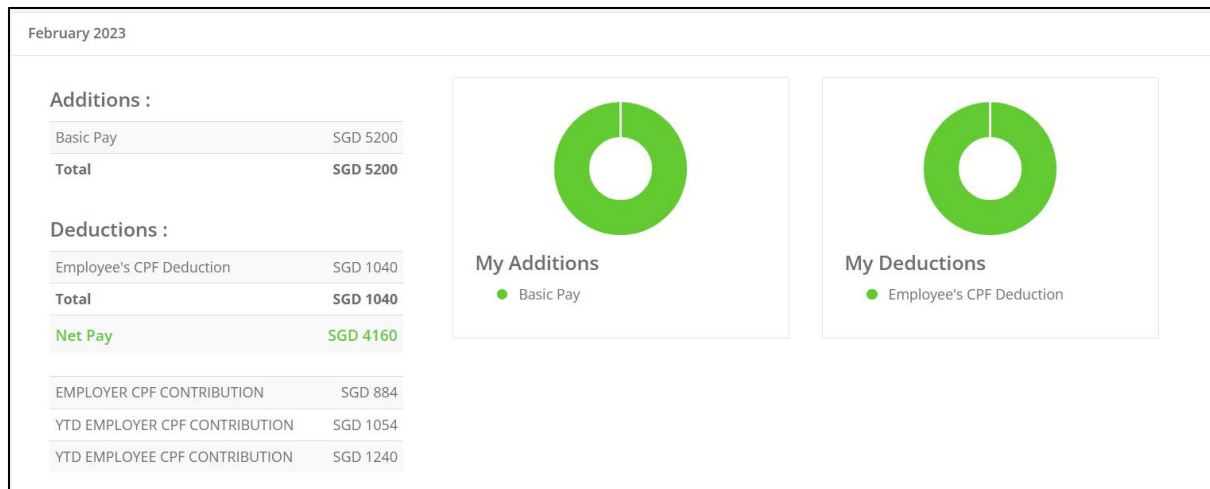 February 2023
Additions :
Basic Pay SGD 5200
Total SGD 5200
Deductions :
Employee's CPF Deduction SGD 1040
Total SGD 1040
Net Pay SGD 4160
EMPLOYER CPF CONTRIBUTION SGD 884
YTD EMPLOYER CPF CONTRIBUTION SGD 1054
YTD EMPLOYEE CPF CONTRIBUTION SGD 1240
My Additions
Basic Pay
My Deductions
Employee's CPF Deduction